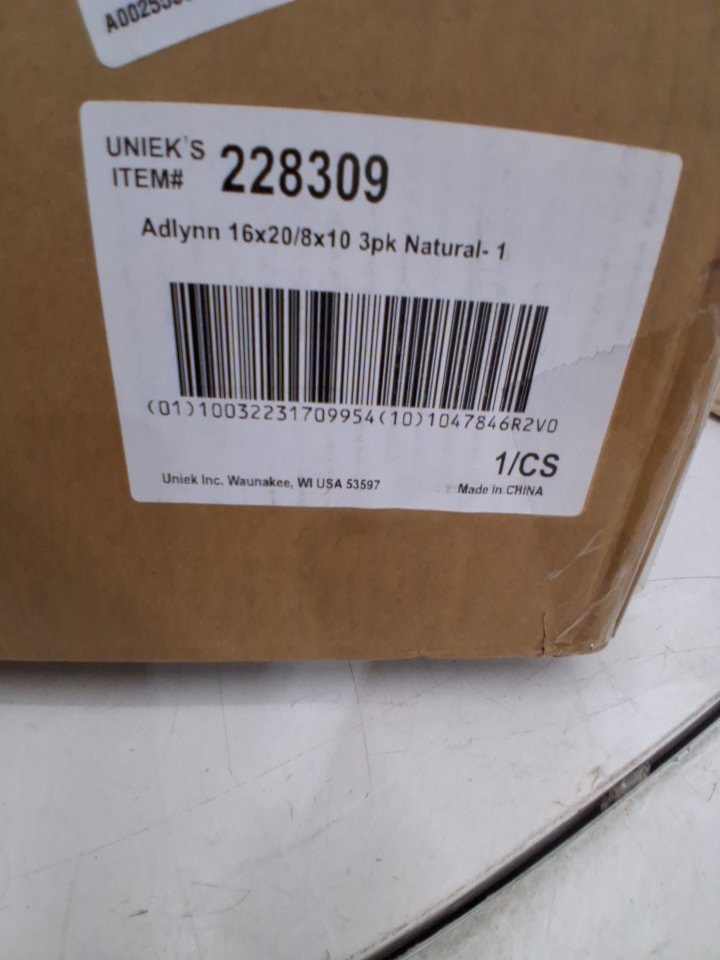 UNIEK`S
ITEM# 228309
Adlynn 16x20/8x10 3pk Natural- 1
(01)10032231709954(10)1047846R2V0
1/CS
Uniek Inc. Waunakee, WI USA 53597
Made in CHINA